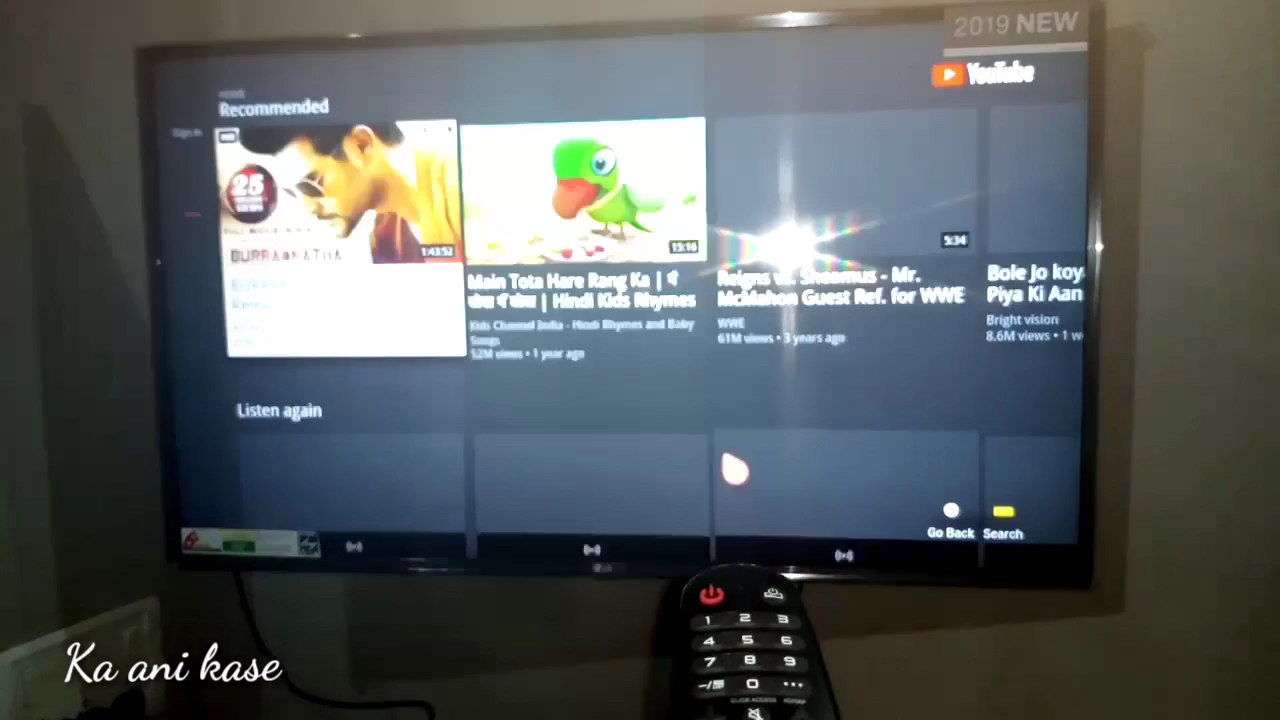 2019 NEW
YouTube
Recommended
Sign in
25
BURRAKATHA
1:43:52
15:16
5:34
Main Tota Hare Rang Ka |
| Hindi Kids Rhymes
Kids Channel India - Hindi Rhymes and Baby
Songs
52M views • 1 year ago
Reigns vs. Sheamus - Mr.
McMahon Guest Ref. for WWE
WWE
61M views • 3 years ago
Bole Jo koy
Piya Ki Aan
Bright vision
8.6M views • 1 w
Listen again
Go Back
Search
LG
1 2 3
4 5 6
7 8 9
0
Ka ani kase